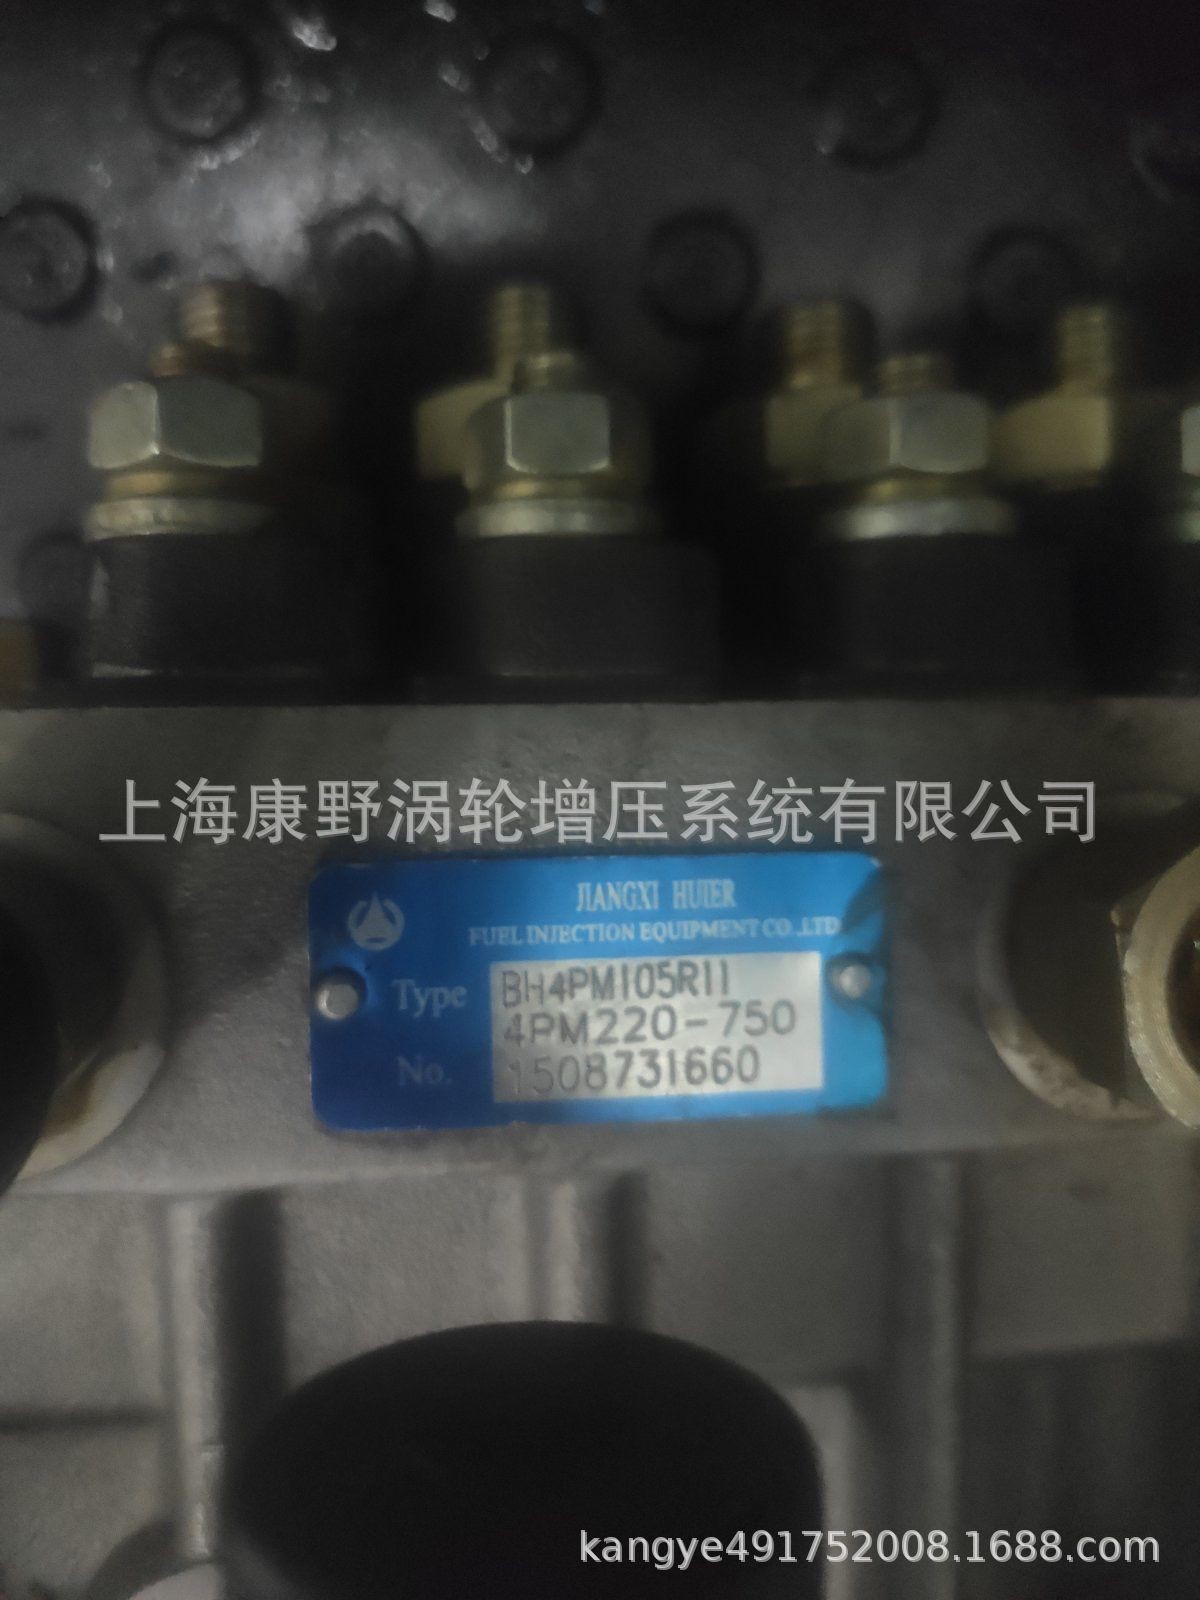 上海康野涡轮增压系统有限公司
JIANGXI HUIER
FUEL INJECTION EQUIPMENT CO.,LTD
Type BH4PM105R11
4PM220-750
No. 1508731660
kangye491752008.1688.com